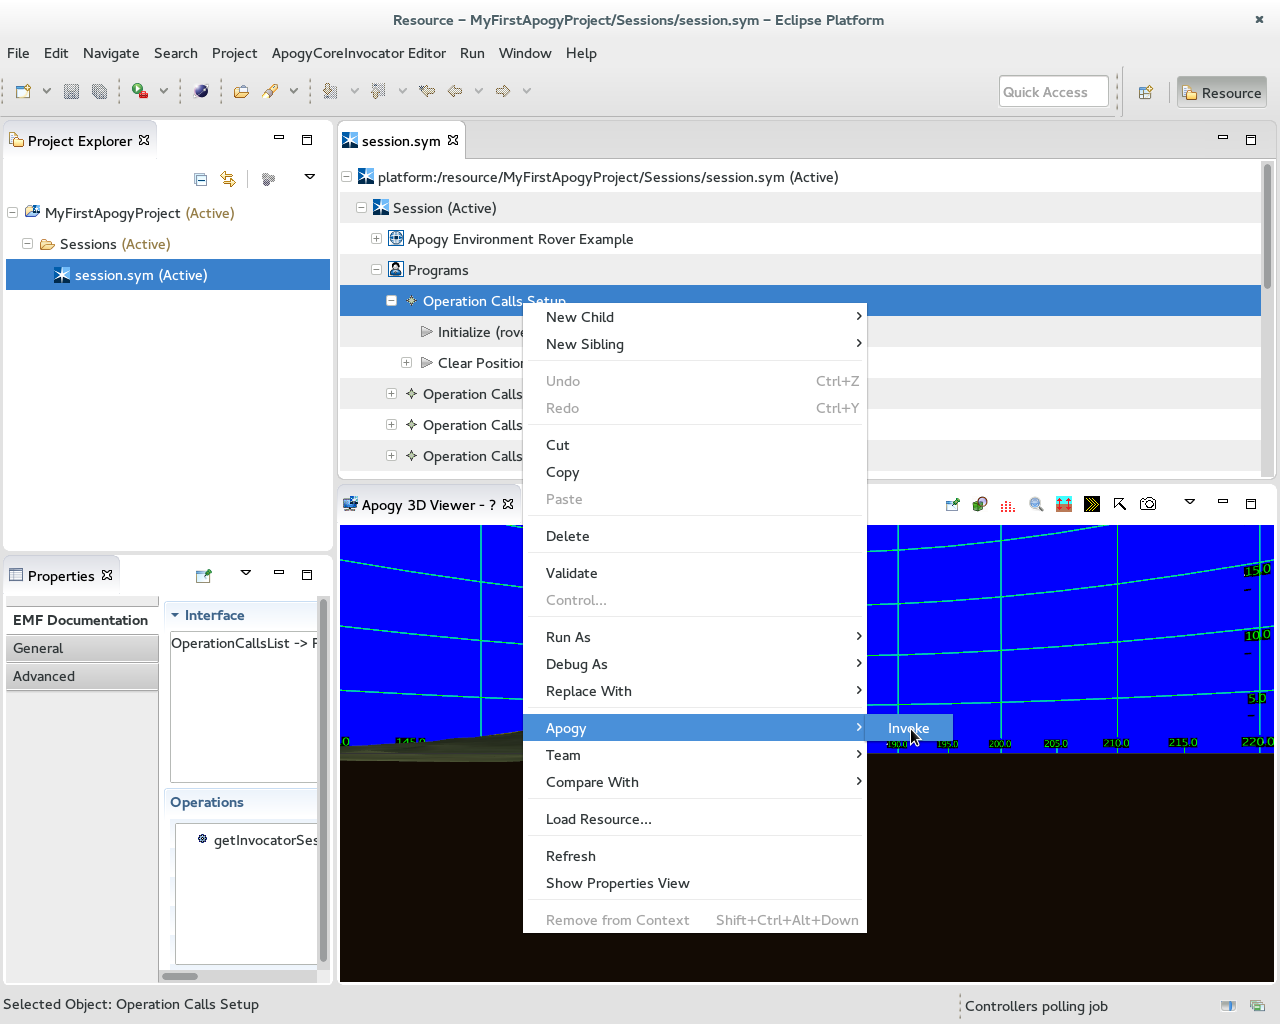 Resource – MyFirstApogyProject/Sessions/session.sym – Eclipse Platform
File Edit Navigate Search Project ApogyCoreInvocator Editor Run Window Help
Quick Access
Resource
Project Explorer
MyFirstApogyProject (Active)
Sessions (Active)
session.sym (Active)
session.sym
platform:/resource/MyFirstApogyProject/Sessions/session.sym (Active)
Session (Active)
Apogy Environment Rover Example
Programs
Operation Calls Setup
Initialize (rove
Clear Position
Operation Calls
Operation Calls
Operation Calls
New Child
New Sibling
Undo Ctrl+Z
Redo Ctrl+Y
Cut
Copy
Paste
Delete
Validate
Control...
Run As
Debug As
Replace With
Apogy
Invoke
Team
Compare With
Load Resource...
Refresh
Show Properties View
Remove from Context Shift+Ctrl+Alt+Down
Apogy 3D Viewer - ?
15.0
10.0
5.0
.0 145.0 190.0 195.0 200.0 205.0 210.0 215.0 220.0
Properties
EMF Documentation
General
Advanced
Interface
OperationCallsList -> P
Operations
getInvocatorSes
Selected Object: Operation Calls Setup
Controllers polling job